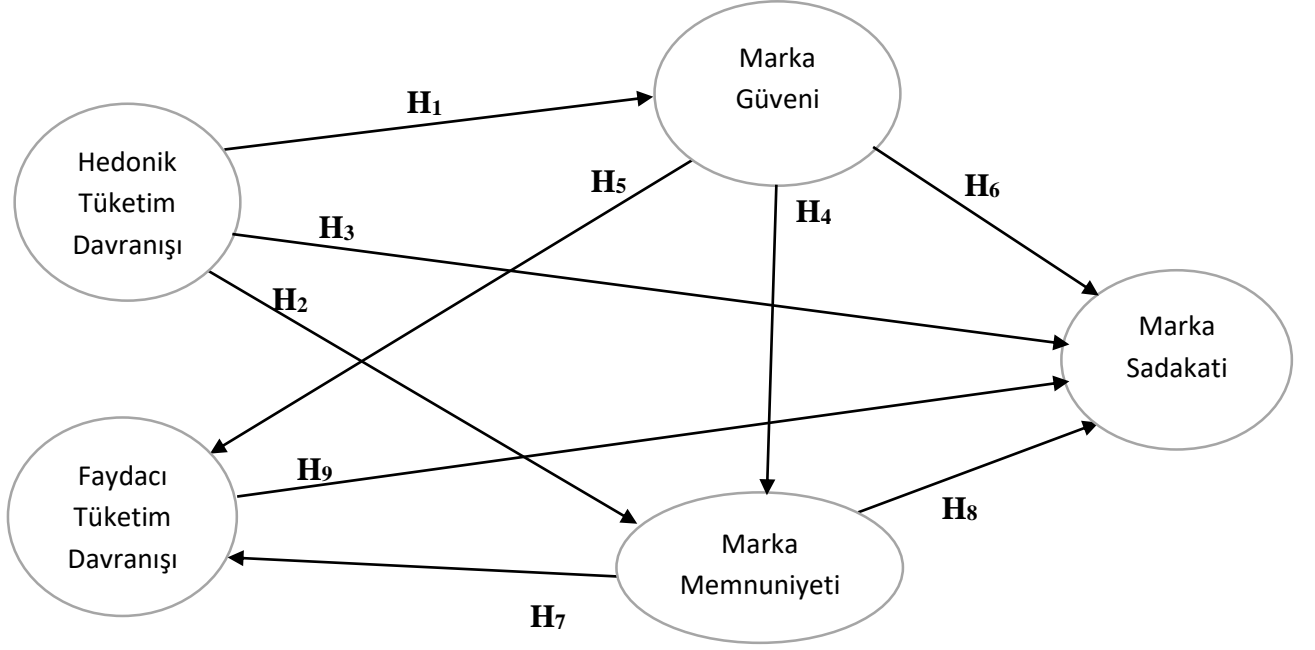 Marka
Güveni
H1
Hedonik
Tüketim
Davranışı
H5
H6
H4
H3
H2
Marka
Sadakati
Faydacı
Tüketim
Davranışı
H9
H8
Marka
Memnuniyeti
H7